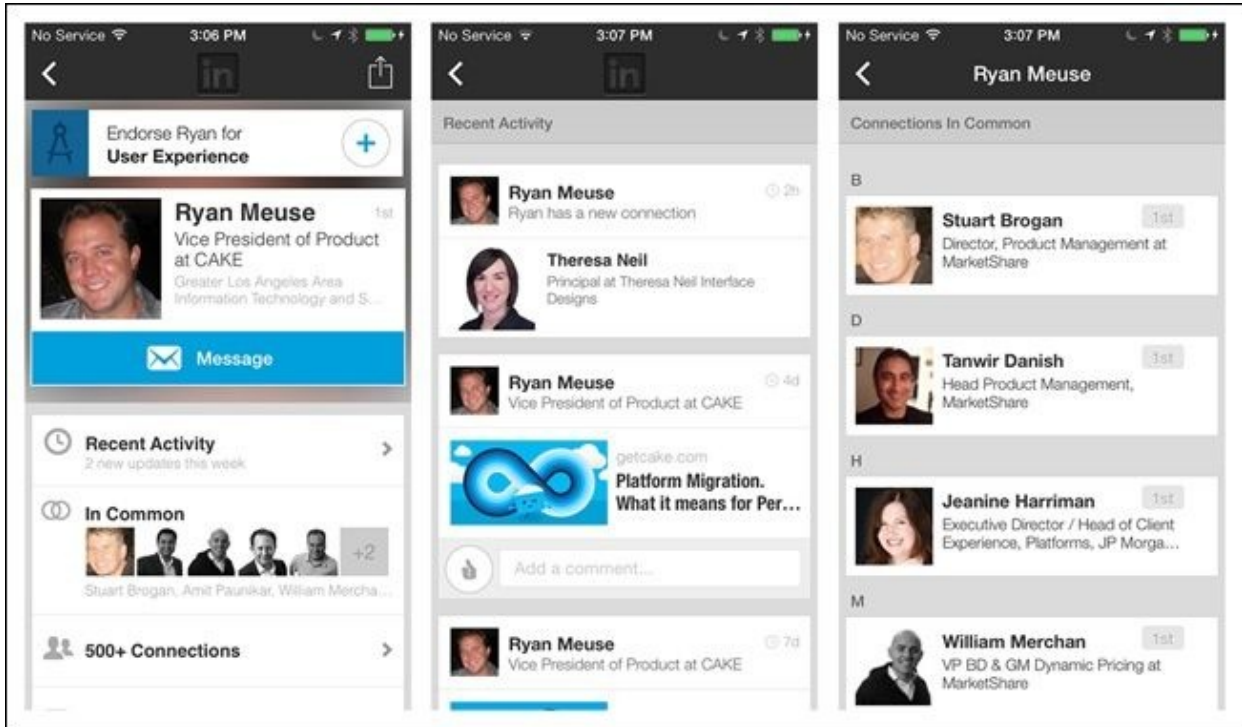 No Service 3:06 PM
in
Endorse Ryan for
User Experience
Ryan Meuse 1st
Vice President of Product
at CAKE
Greater Los Angeles Area
Information Technology and S...
Message
Recent Activity
2 new updates this week
In Common
+2
Stuart Brogan, Amit Paunikar, William Mercha...
500+ Connections
No Service 3:07 PM
in
Recent Activity
Ryan Meuse 2h
Ryan has a new connection
Theresa Neil
Principal at Theresa Neil Interface
Designs
Ryan Meuse 4d
Vice President of Product at CAKE
getcake.com
Platform Migration.
What it means for Per...
Add a comment...
Ryan Meuse 7d
Vice President of Product at CAKE
No Service 3:07 PM
Ryan Meuse
Connections In Common
B
Stuart Brogan 1st
Director, Product Management at
MarketShare
D
Tanwir Danish 1st
Head Product Management,
MarketShare
H
Jeanine Harriman 1st
Executive Director / Head of Client
Experience, Platforms, JP Morga...
M
William Merchan 1st
VP BD & GM Dynamic Pricing at
MarketShare